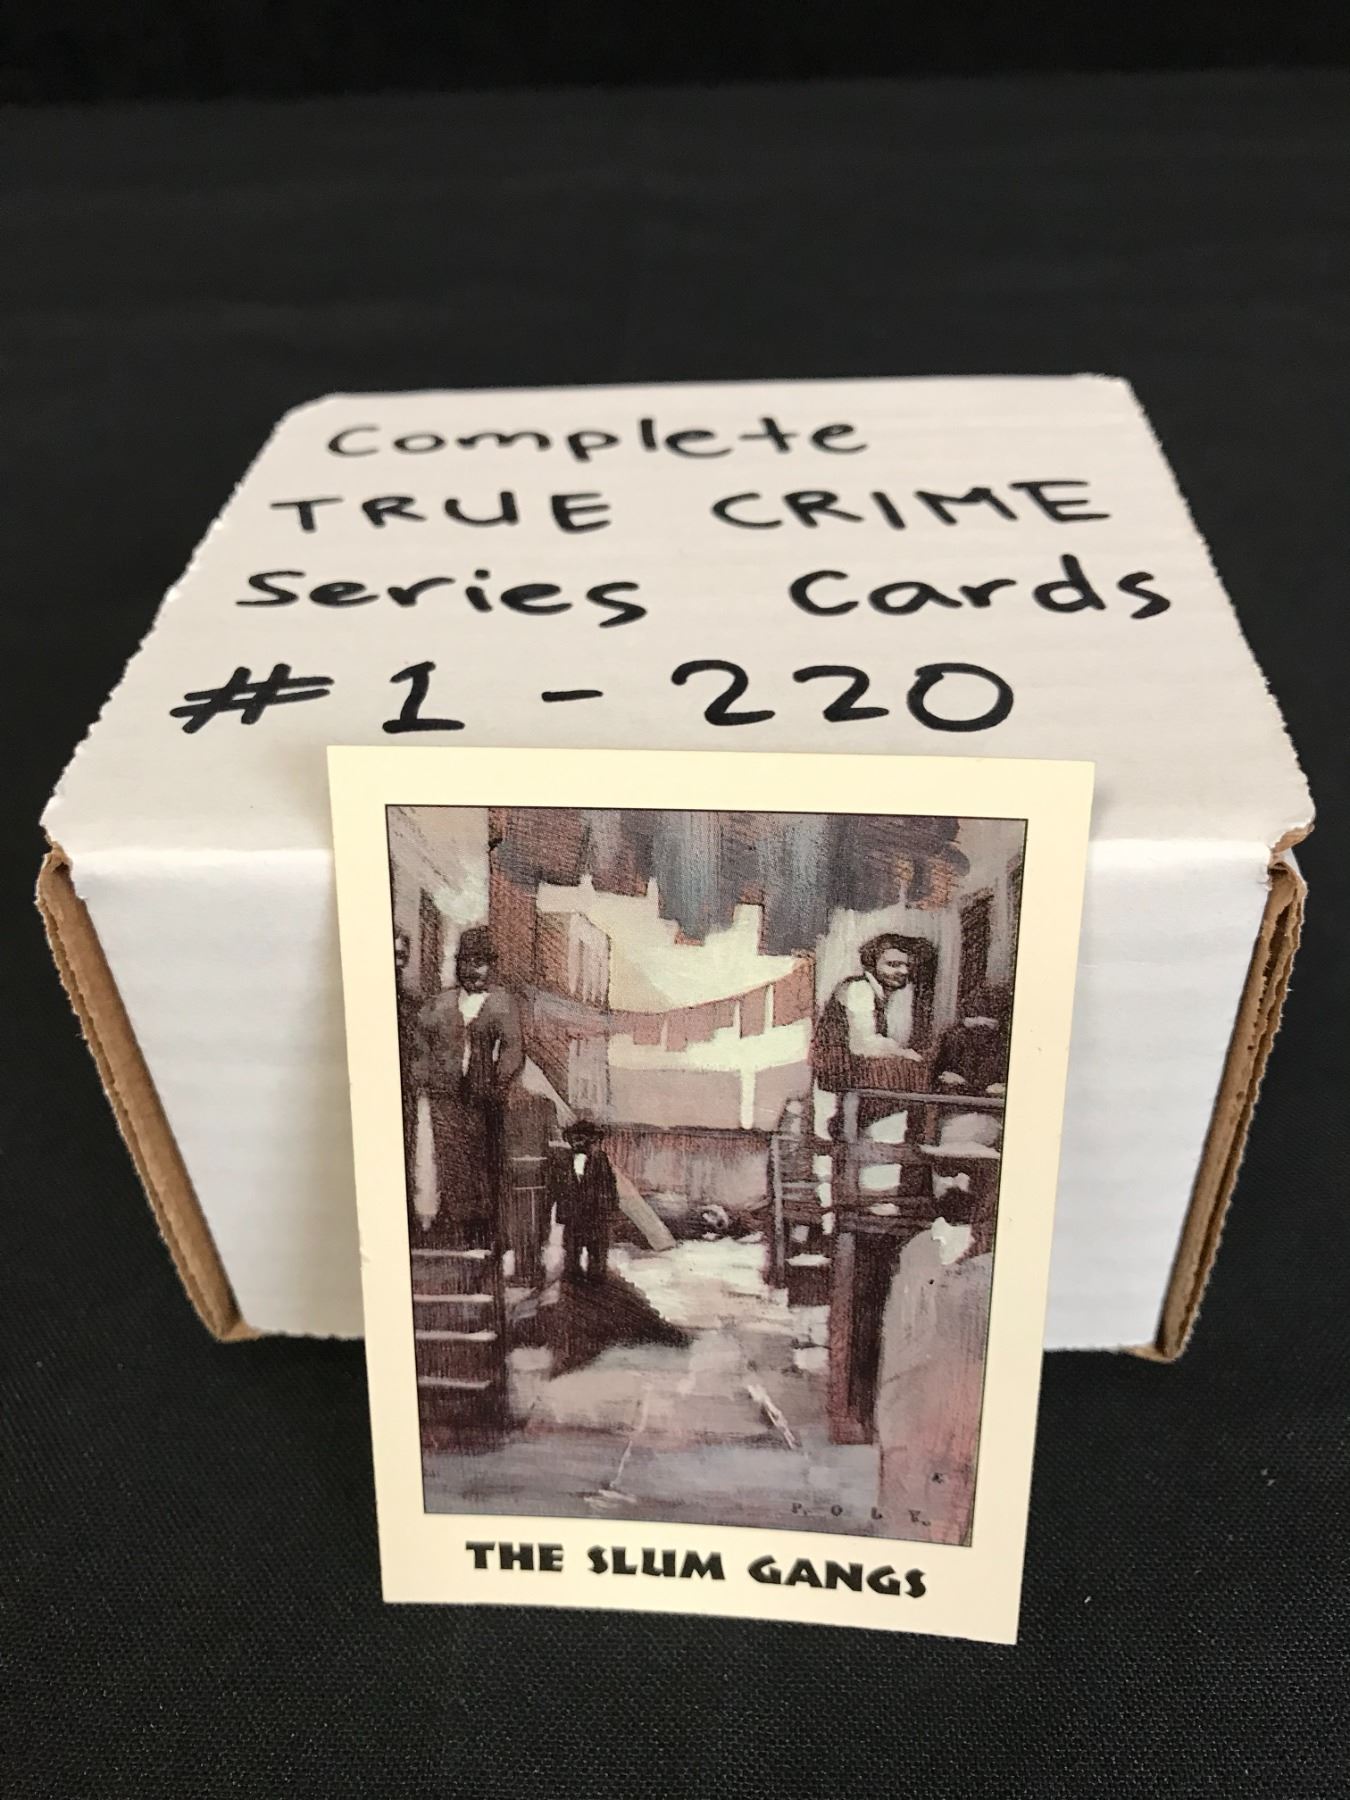 Complete
TRUE CRIME
Series Cards
#1 - 220
P. O L Y.
THE SLUM GANGS